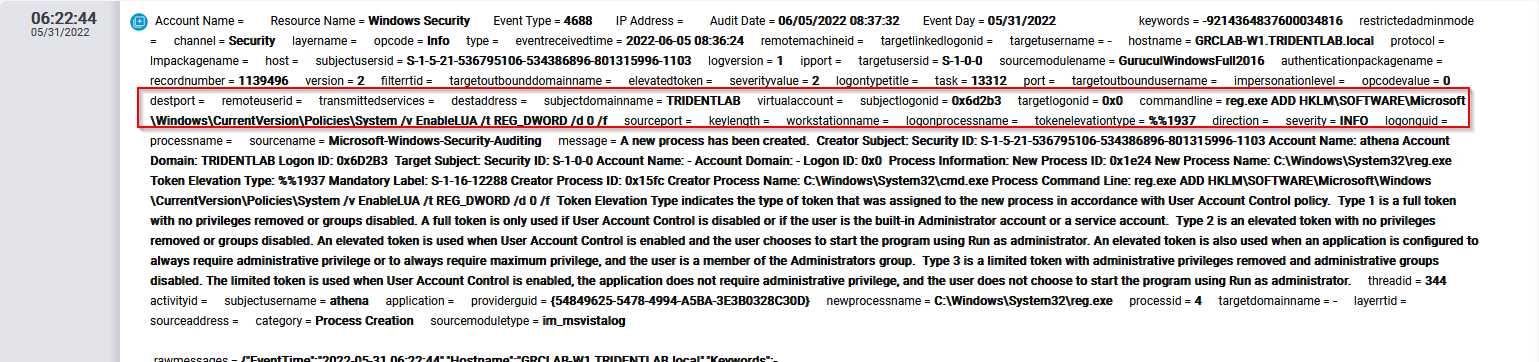 06:22:44
05/31/2022
Account Name = Resource Name = Windows Security Event Type = 4688 IP Address = Audit Date = 06/05/2022 08:37:32 Event Day = 05/31/2022 keywords = -9214364837600034816 restrictedadminmode
= channel = Security layername = opcode = Info type = eventreceivedtime = 2022-06-05 08:36:24 remotemachineid = targetlinkedlogonid = targetusername = - hostname = GRCLAB-W1.TRIDENTLAB.local protocol =
lmpackagename = host = subjectusersid = S-1-5-21-536795106-534386896-801315996-1103 logversion = 1 ipport = targetusersid = S-1-0-0 sourcemodulename = GuruculWindowsFull2016 authenticationpackagename =
recordnumber = 1139496 version = 2 filterrtid = targetoutbounddomainname = elevatedtoken = severityvalue = 2 logontypetitle = task = 13312 port = targetoutboundusername = impersonationlevel = opcodevalue = 0
destport = remoteuserid = transmittedservices = destaddress = subjectdomainname = TRIDENTLAB virtualaccount = subjectlogonid = 0x6d2b3 targetlogonid = 0x0 commandline = reg.exe ADD HKLM\SOFTWARE\Microsoft
\Windows\CurrentVersion\Policies\System /v EnableLUA /t REG_DWORD /d 0 /f sourceport = keylength = workstationname = logonprocessname = tokenelevationtype = %%1937 direction = severity = INFO logonguid =
processname = sourcename = Microsoft-Windows-Security-Auditing message = A new process has been created. Creator Subject: Security ID: S-1-5-21-536795106-534386896-801315996-1103 Account Name: athena Account
Domain: TRIDENTLAB Logon ID: 0x6D2B3 Target Subject: Security ID: S-1-0-0 Account Name: - Account Domain: - Logon ID: 0x0 Process Information: New Process ID: 0x1e24 New Process Name: C:\Windows\System32\reg.exe
Token Elevation Type: %%1937 Mandatory Label: S-1-16-12288 Creator Process ID: 0x15fc Creator Process Name: C:\Windows\System32\cmd.exe Process Command Line: reg.exe ADD HKLM\SOFTWARE\Microsoft\Windows
\CurrentVersion\Policies\System /v EnableLUA /t REG_DWORD /d 0 /f Token Elevation Type indicates the type of token that was assigned to the new process in accordance with User Account Control policy. Type 1 is a full token
with no privileges removed or groups disabled. A full token is only used if User Account Control is disabled or if the user is the built-in Administrator account or a service account. Type 2 is an elevated token with no privileges
removed or groups disabled. An elevated token is used when User Account Control is enabled and the user chooses to start the program using Run as administrator. An elevated token is also used when an application is configured to
always require administrative privilege or to always require maximum privilege, and the user is a member of the Administrators group. Type 3 is a limited token with administrative privileges removed and administrative groups
disabled. The limited token is used when User Account Control is enabled, the application does not require administrative privilege, and the user does not choose to start the program using Run as administrator. threadid = 344
activityid = subjectusername = athena application = providerguid = {54849625-5478-4994-A5BA-3E3B0328C30D} newprocessname = C:\Windows\System32\reg.exe processid = 4 targetdomainname = - layerrtid =
sourceaddress = category = Process Creation sourcemoduletype = im_msvistalog
rawmessages = {"EventTime":"2022-05-31 06:22:44","Hostname":"GRCLAB-W1.TRIDENTLAB.local","Keywords":-